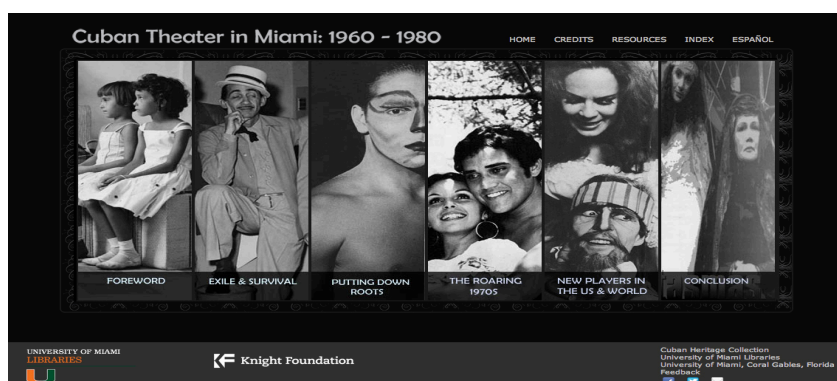 Cuban Theater in Miami: 1960 - 1980
HOME CREDITS RESOURCES INDEX ESPAÑOL
FOREWORD
EXILE & SURVIVAL
PUTTING DOWN
ROOTS
THE ROARING
1970S
NEW PLAYERS IN
THE US & WORLD
CONCLUSION
UNIVERSITY OF MIAMI
LIBRARIES
Knight Foundation
Cuban Heritage Collection
University of Miami Libraries
University of Miami, Coral Gables, Florida
Feedback